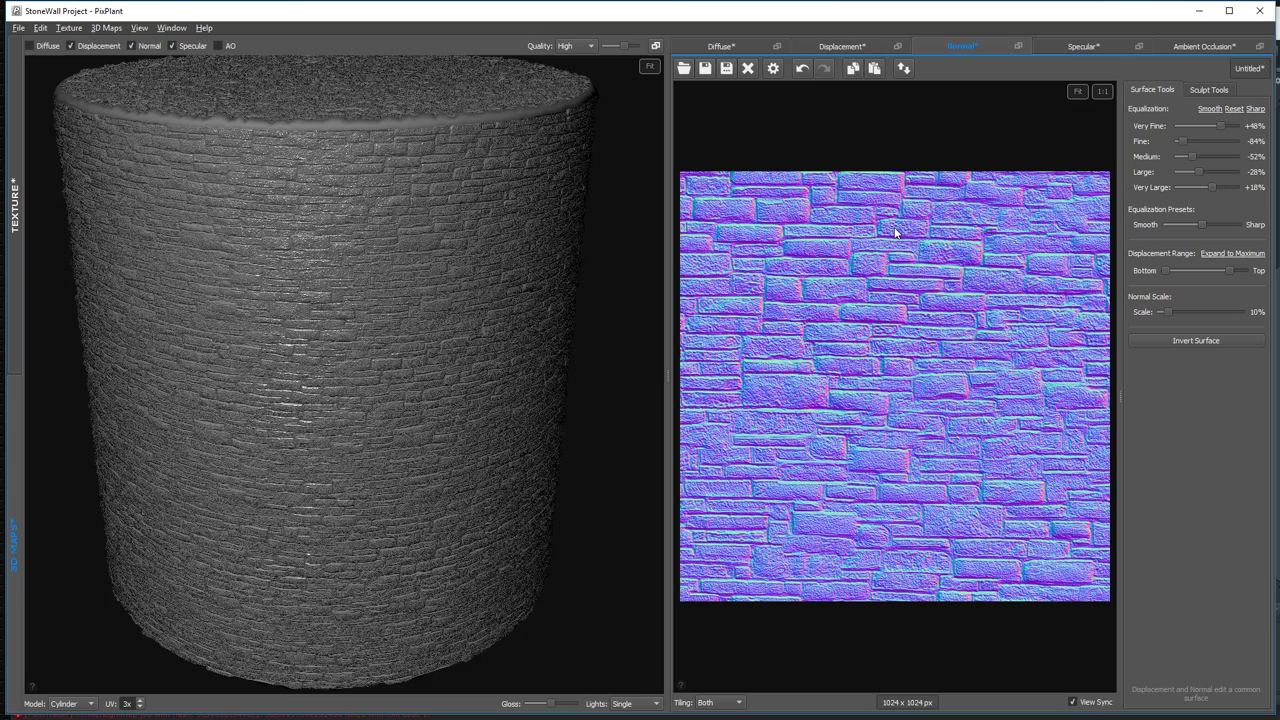 StoneWall Project - PixPlant
File Edit Texture 3D Maps View Window Help
Diffuse Displacement Normal Specular AO Quality: High
Fit
TEXTURE*
3D MAPS*
?
Model: Cylinder UV: 3x Gloss: Lights: Single
Diffuse* Displacement* Normal* Specular* Ambient Occlusion*
Untitled*
Fit 1:1
?
Tiling: Both 1024 x 1024 px View Sync
Surface Tools Sculpt Tools
Equalization: Smooth Reset Sharp
Very Fine: +48%
Fine: -84%
Medium: -52%
Large: -28%
Very Large: +18%
Equalization Presets:
Smooth Sharp
Displacement Range: Expand to Maximum
Bottom Top
Normal Scale:
Scale: 10%
Invert Surface
Displacement and Normal edit a common
surface